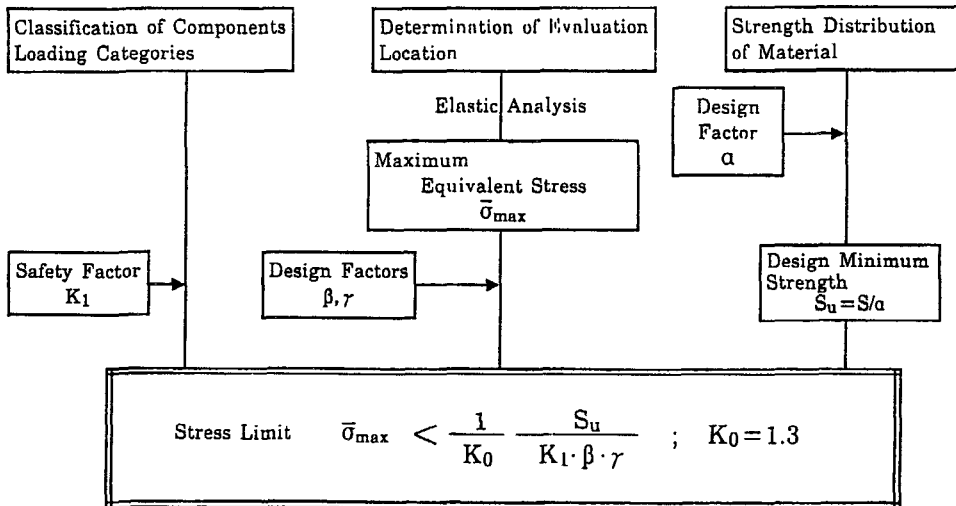 Classification of Components
Loading Categories
Determination of Evaluation
Location
Strength Distribution
of Material
Elastic Analysis
Design
Factor
α
Maximum
Equivalent Stress
σ̅max
Safety Factor
K1
Design Factors
β, γ
Design Minimum
Strength
Su=S/α
Stress Limit σ̅max < 1/K0 Su/K1·β·γ ; K0=1.3